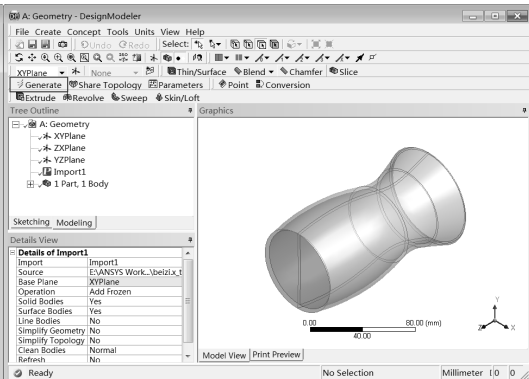 A: Geometry - DesignModeler
File Create Concept Tools Units View Help
Undo Redo Select:
XYPlane None Thin/Surface Blend Chamfer Slice
Generate Share Topology Parameters Point Conversion
Extrude Revolve Sweep Skin/Loft
Tree Outline
A: Geometry
XYPlane
ZXPlane
YZPlane
Import1
1 Part, 1 Body
Sketching Modeling
Details View
Details of Import1
Import Import1
Source E:\ANSYS Work...\beizi.x_t
Base Plane XYPlane
Operation Add Frozen
Solid Bodies Yes
Surface Bodies Yes
Line Bodies No
Simplify Geometry No
Simplify Topology No
Clean Bodies Normal
Refresh No
Graphics
0.00 80.00 (mm)
40.00
Y
Z X
Model View Print Preview
Ready No Selection Millimeter 0 0